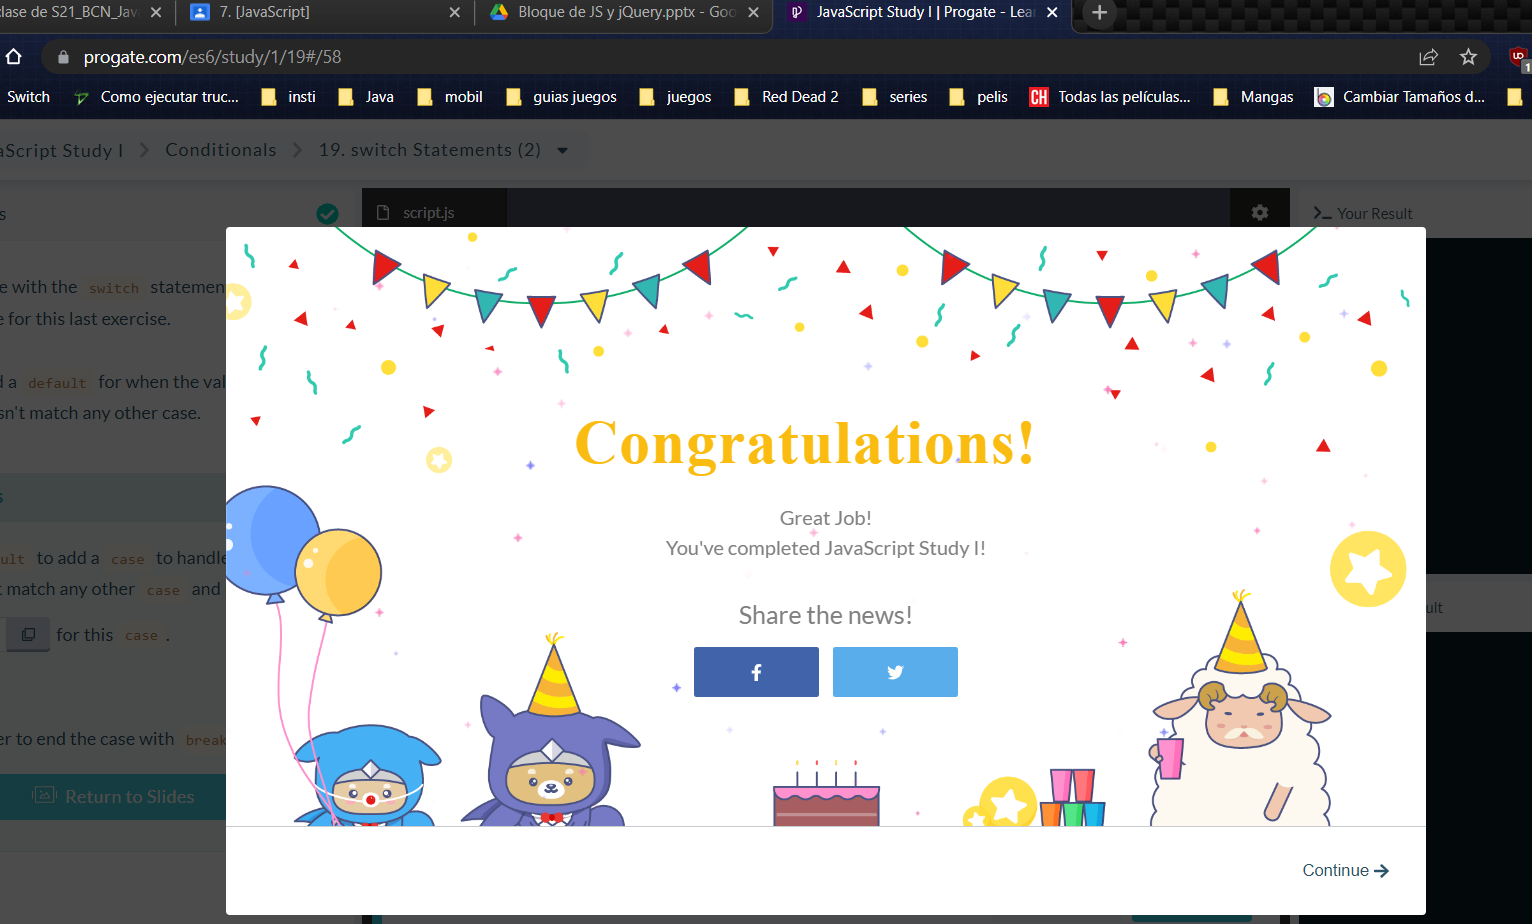 clase de S21_BCN_Jav
7. [JavaScript]
Bloque de JS y jQuery.pptx - Goo
JavaScript Study I | Progate - Lea
progate.com/es6/study/1/19#/58
Switch
Como ejecutar truc...
insti
Java
mobil
guias juegos
juegos
Red Dead 2
series
pelis
CH
Todas las películas...
Mangas
Cambiar Tamaños d...
aScript Study I
Conditionals
19. switch Statements (2)
script.js
Your Result
e with the switch statemen
e for this last exercise.
d a default for when the val
sn't match any other case.
ult to add a case to handle
t match any other case and
for this case.
er to end the case with break
Return to Slides
Congratulations!
Great Job!
You've completed JavaScript Study I!
Share the news!
ult
Continue